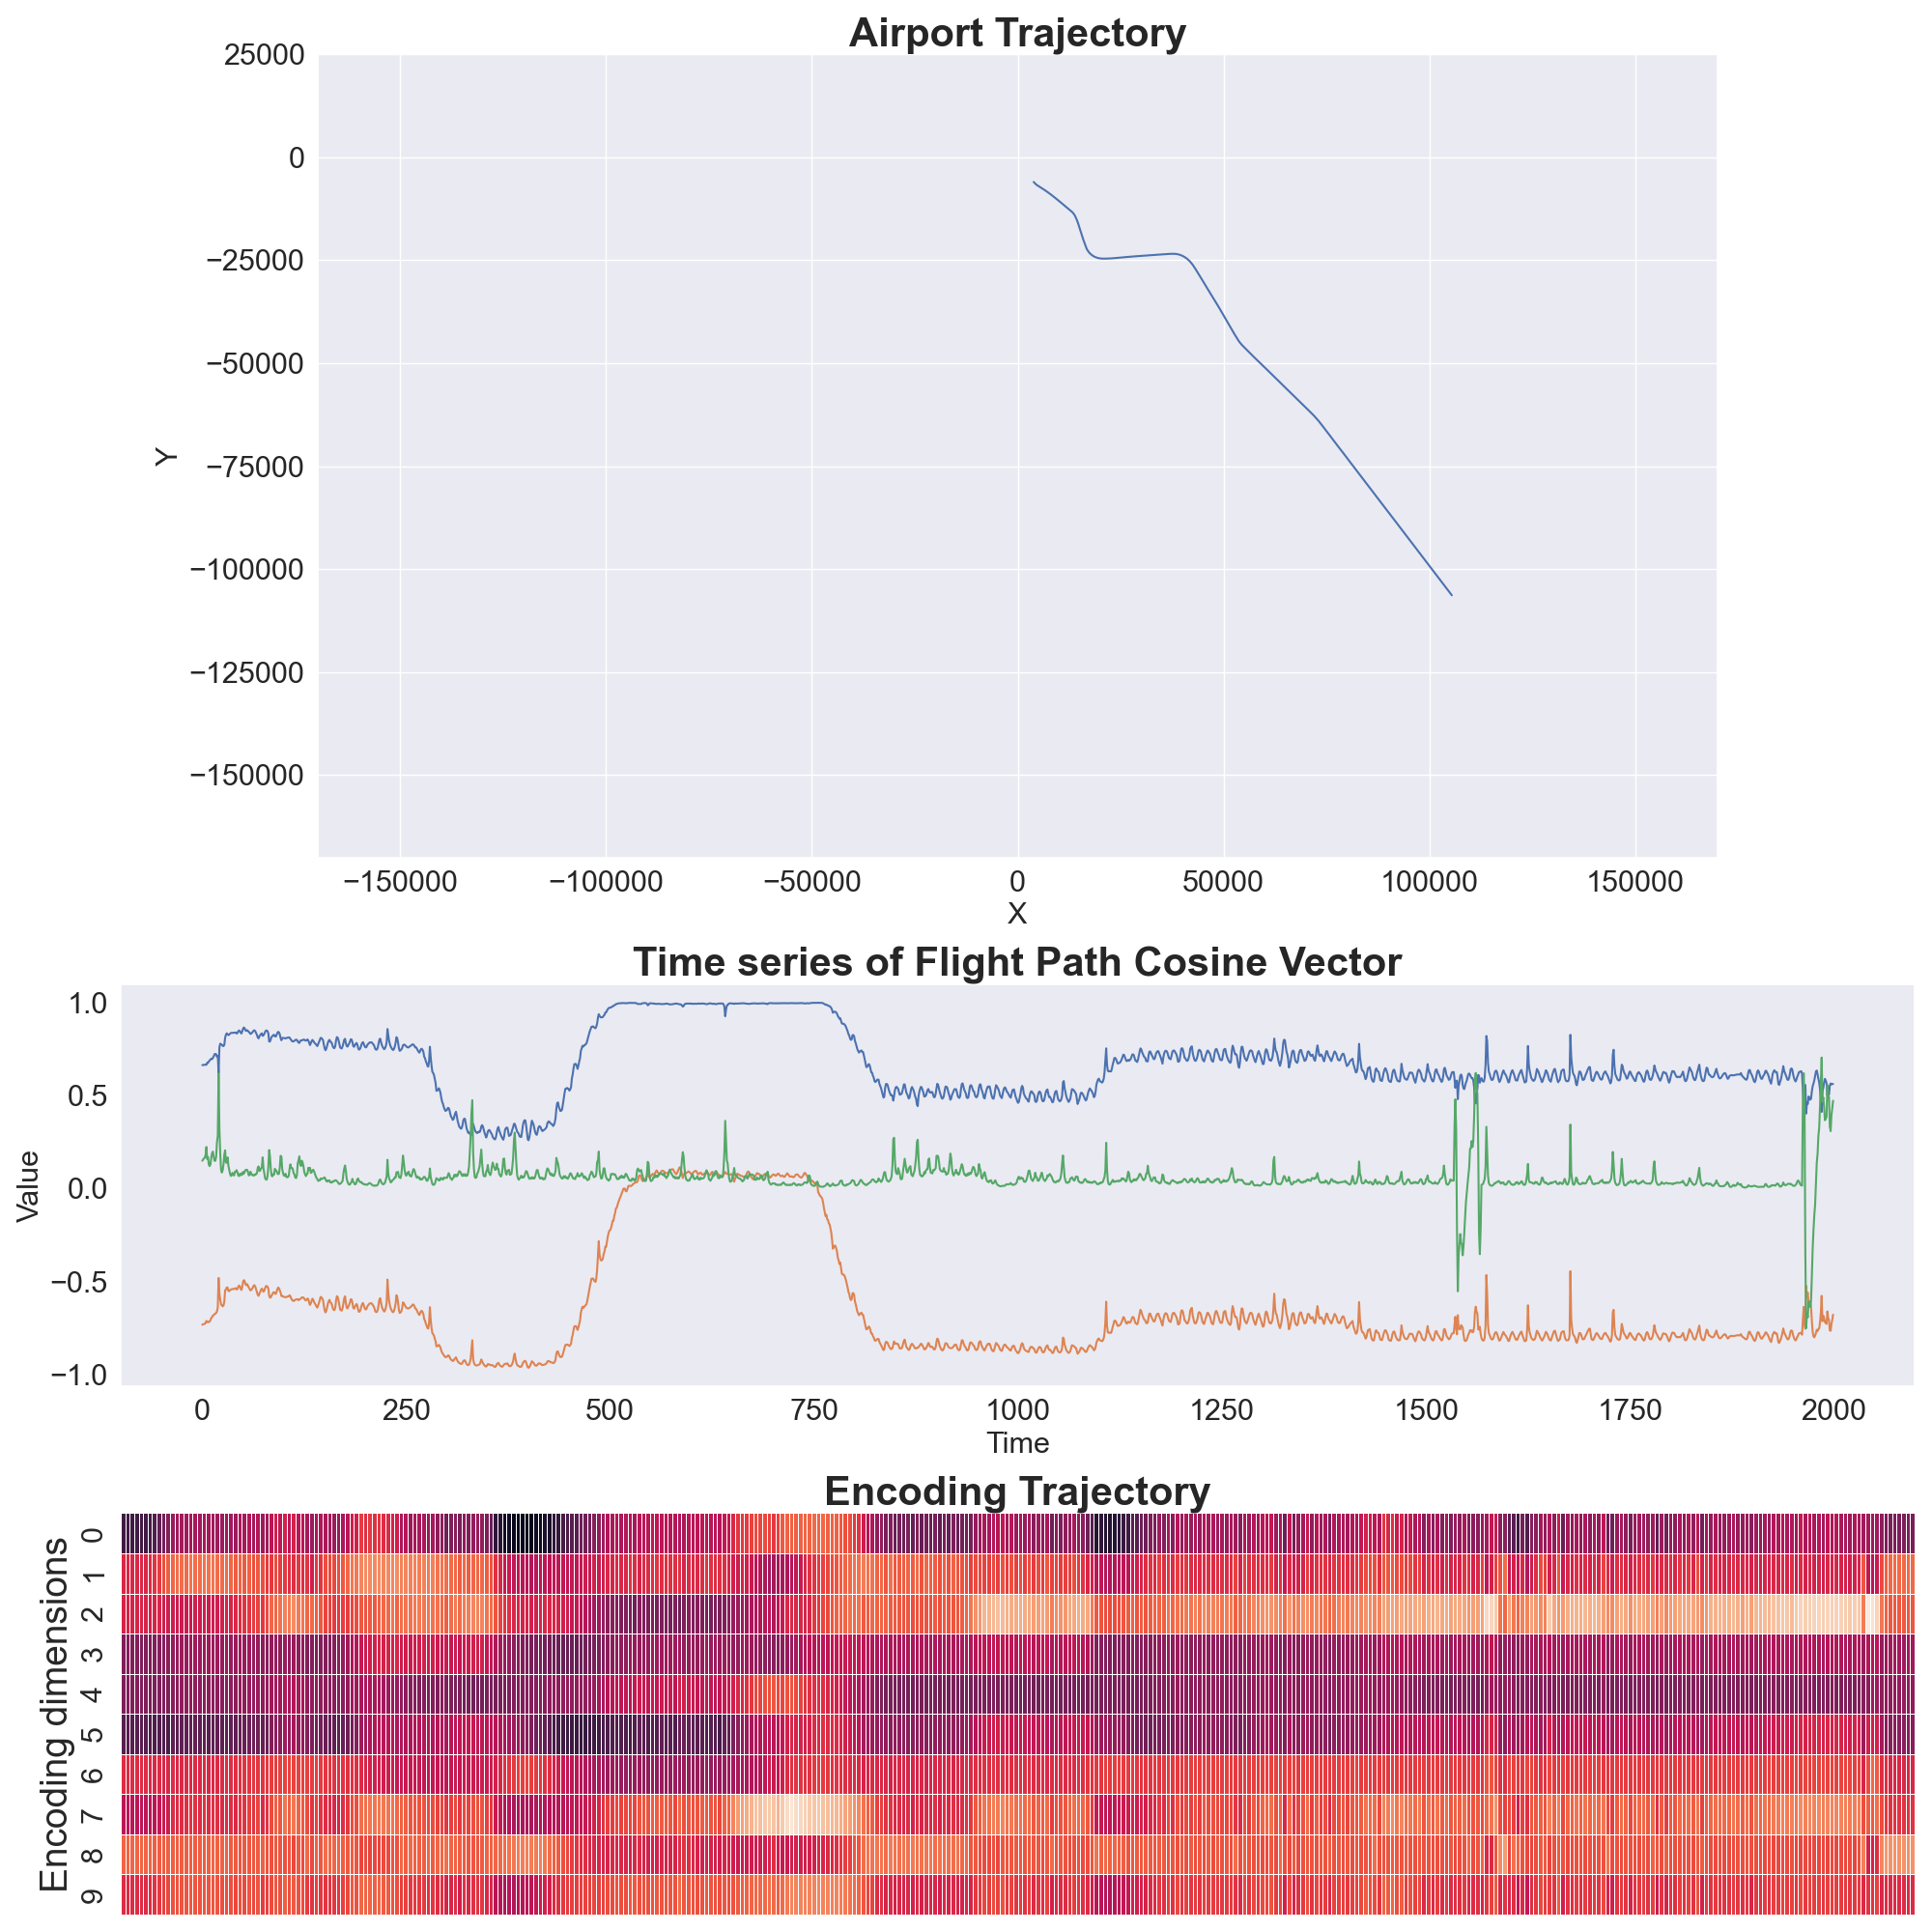 Airport Trajectory
25000
0
−25000
−50000
−75000
−100000
−125000
−150000
Y
−150000 −100000 −50000 0 50000 100000 150000
X
Time series of Flight Path Cosine Vector
1.0
0.5
0.0
−0.5
−1.0
Value
0 250 500 750 1000 1250 1500 1750 2000
Time
Encoding Trajectory
Encoding dimensions
0
1
2
3
4
5
6
7
8
9